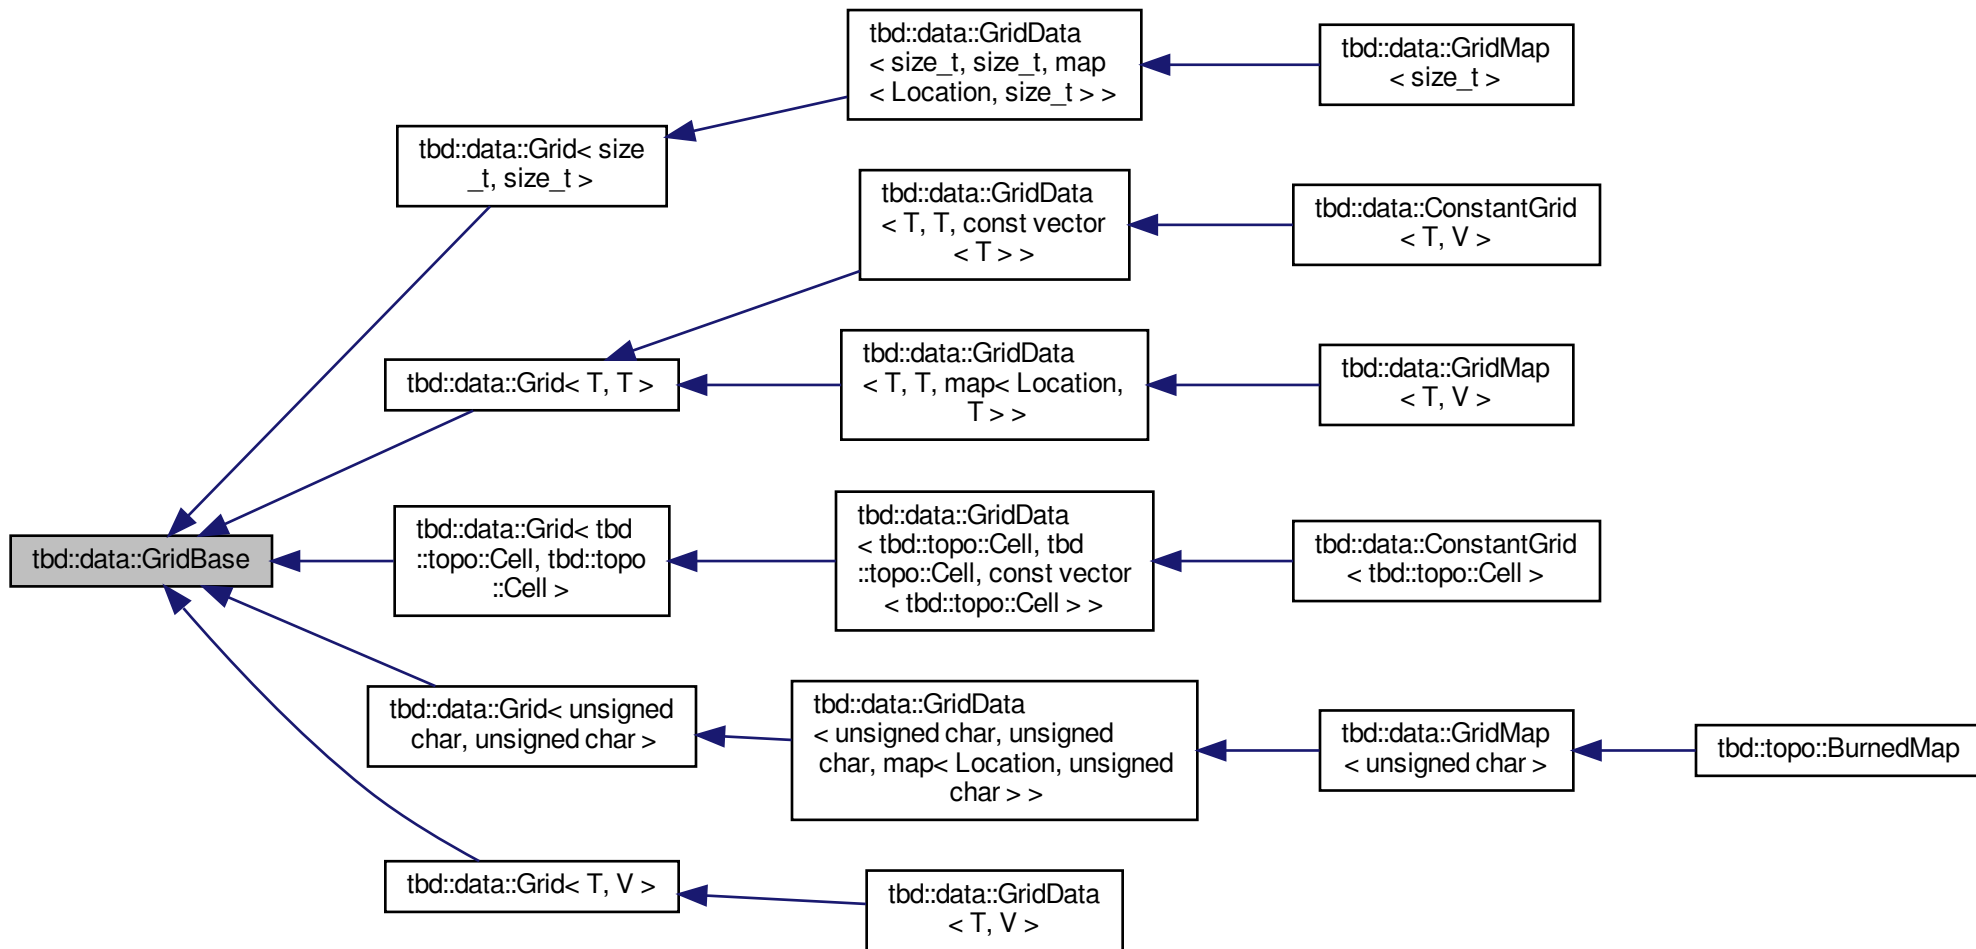 tbd::data::GridBase
tbd::data::Grid< size
_t, size_t >
tbd::data::Grid< T, T >
tbd::data::Grid< tbd
::topo::Cell, tbd::topo
::Cell >
tbd::data::Grid< unsigned
char, unsigned char >
tbd::data::Grid< T, V >
tbd::data::GridData
< size_t, size_t, map
< Location, size_t > >
tbd::data::GridData
< T, T, const vector
< T > >
tbd::data::GridData
< T, T, map< Location,
T > >
tbd::data::GridData
< tbd::topo::Cell, tbd
::topo::Cell, const vector
< tbd::topo::Cell > >
tbd::data::GridData
< unsigned char, unsigned
char, map< Location, unsigned
char > >
tbd::data::GridData
< T, V >
tbd::data::GridMap
< size_t >
tbd::data::ConstantGrid
< T, V >
tbd::data::GridMap
< T, V >
tbd::data::ConstantGrid
< tbd::topo::Cell >
tbd::data::GridMap
< unsigned char >
tbd::topo::BurnedMap